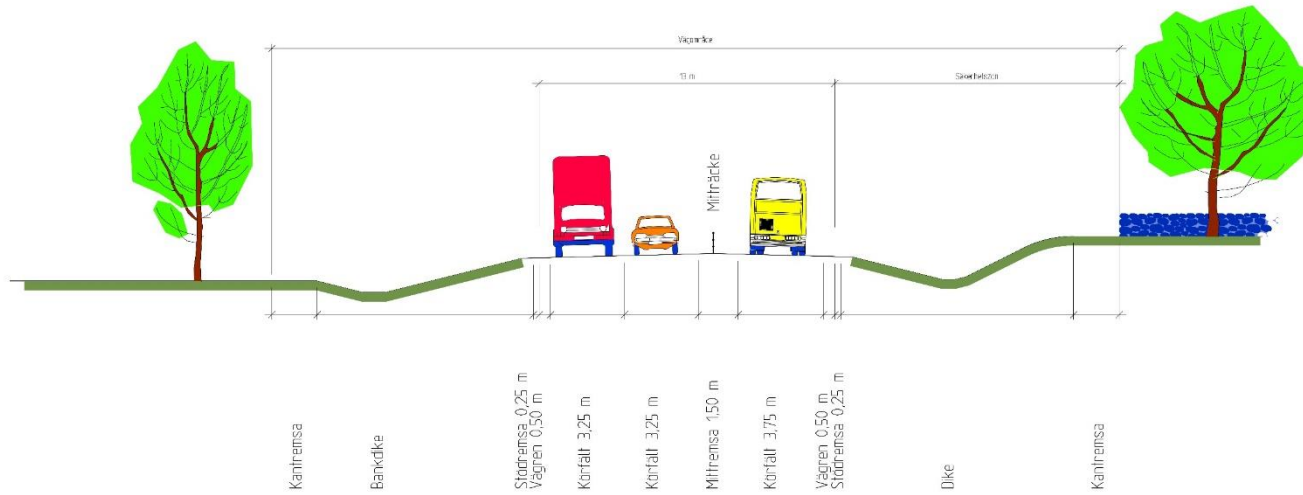 Vägområde
13 m
Säkerhetszon
Mitträcke
Kantremsa
Bankdike
Stödremsa 0,25 m
Vägren 0,50 m
Körfält 3,25 m
Körfält 3,25 m
Mittremsa 1,50 m
Körfält 3,75 m
Vägren 0,50 m
Stödremsa 0,25 m
Dike
Kantremsa